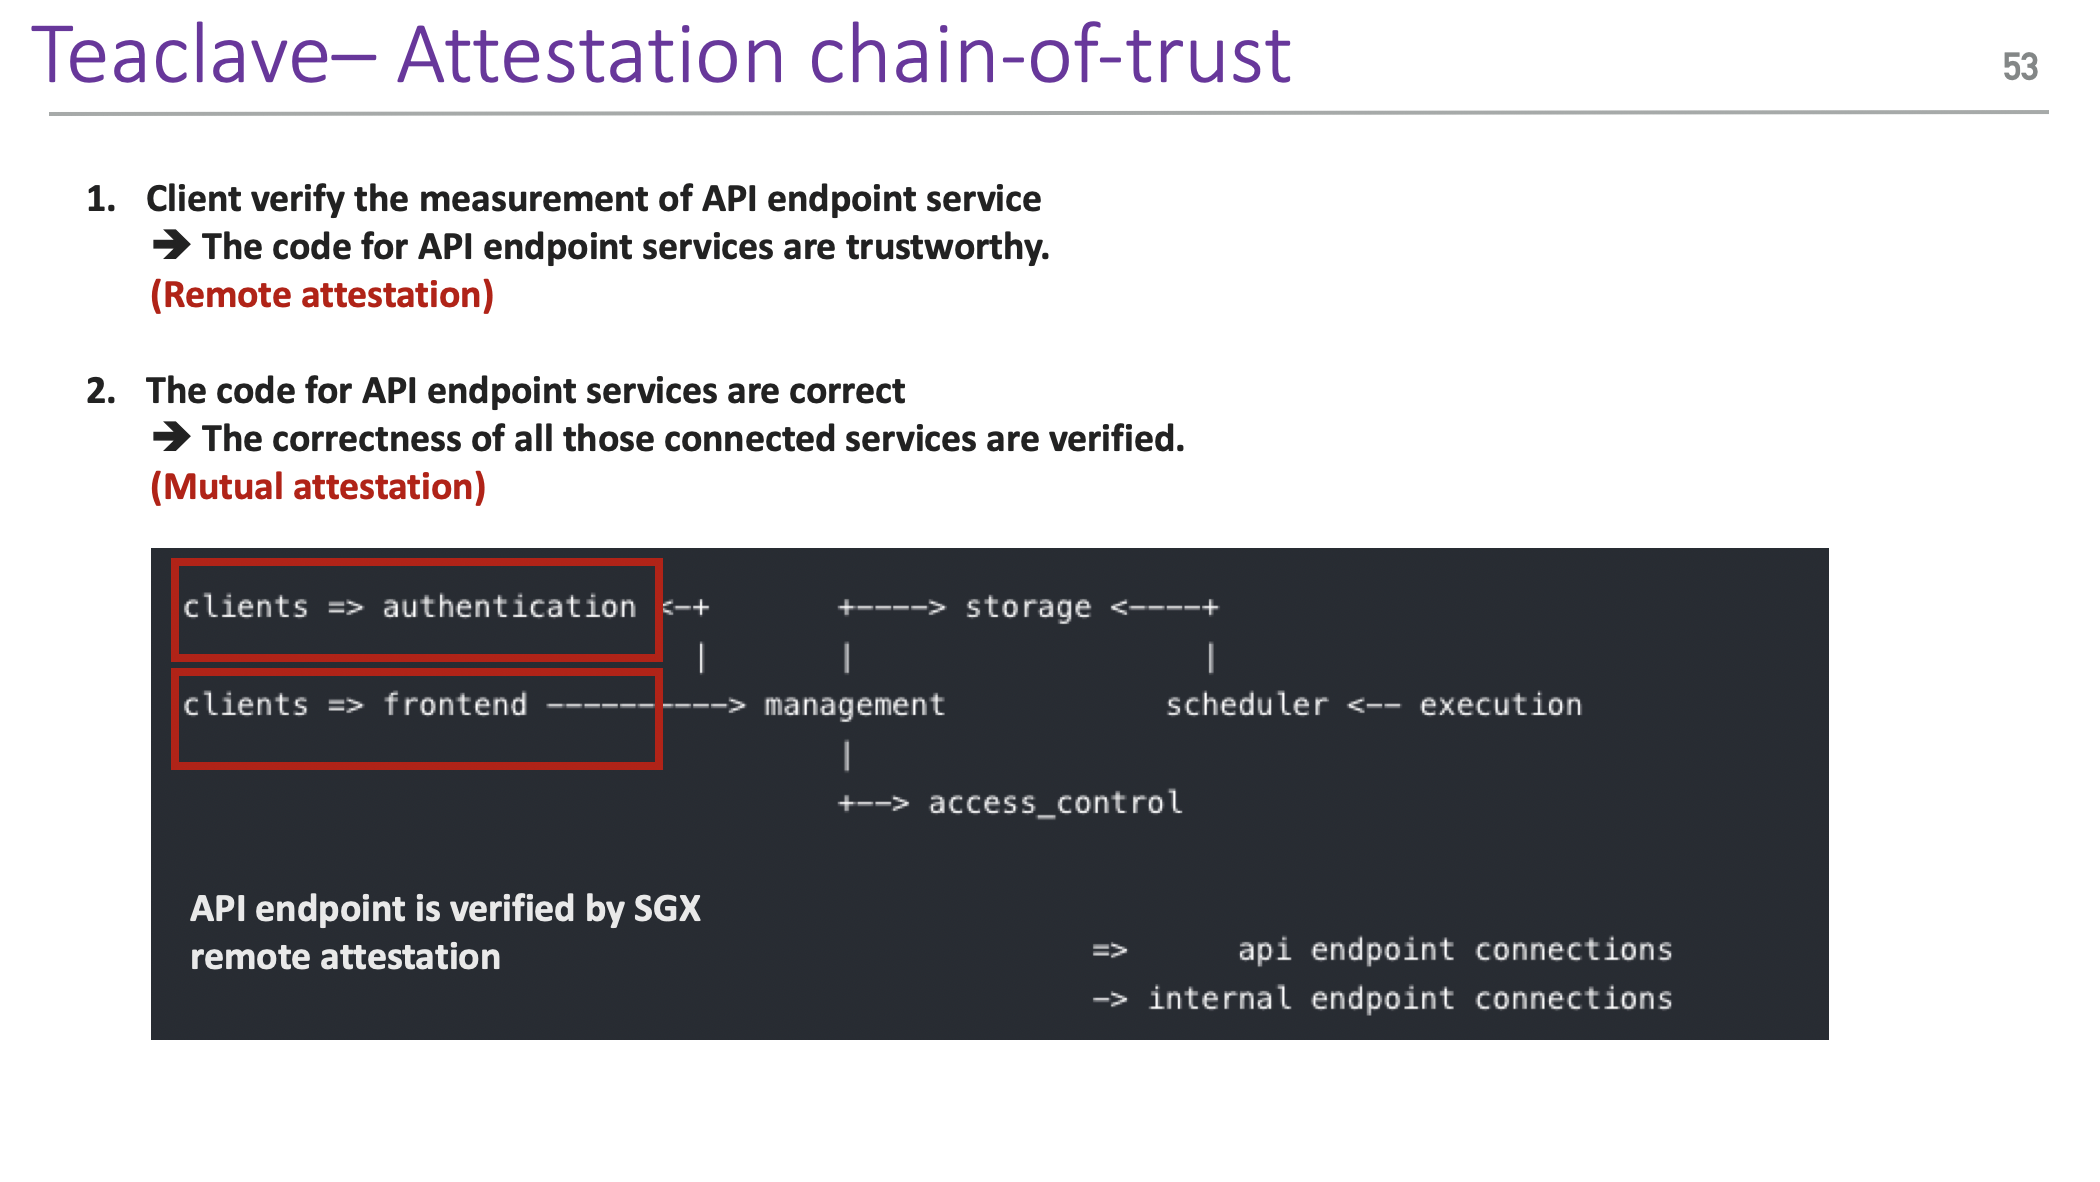 Teaclave– Attestation chain-of-trust
53
1. Client verify the measurement of API endpoint service
➔ The code for API endpoint services are trustworthy.
(Remote attestation)
2. The code for API endpoint services are correct
➔ The correctness of all those connected services are verified.
(Mutual attestation)
clients => authentication <-+       +----> storage <----+
|       |                   |
clients => frontend ----------> management            scheduler <-- execution
|
+--> access_control
API endpoint is verified by SGX
remote attestation
=>      api endpoint connections
-> internal endpoint connections